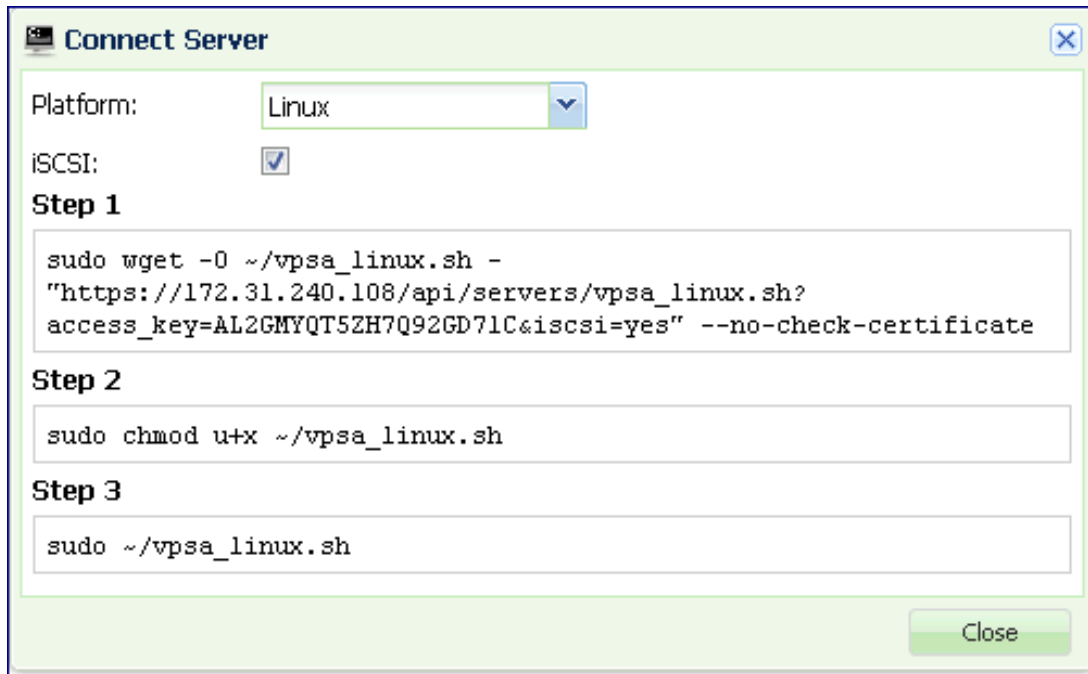 Connect Server
Platform: Linux
iSCSI:
Step 1
sudo wget -O ~/vpsa_linux.sh -
"https://172.31.240.108/api/servers/vpsa_linux.sh?
access_key=AL2GMYQT5ZH7Q92GD7lC&iscsi=yes" --no-check-certificate
Step 2
sudo chmod u+x ~/vpsa_linux.sh
Step 3
sudo ~/vpsa_linux.sh
Close